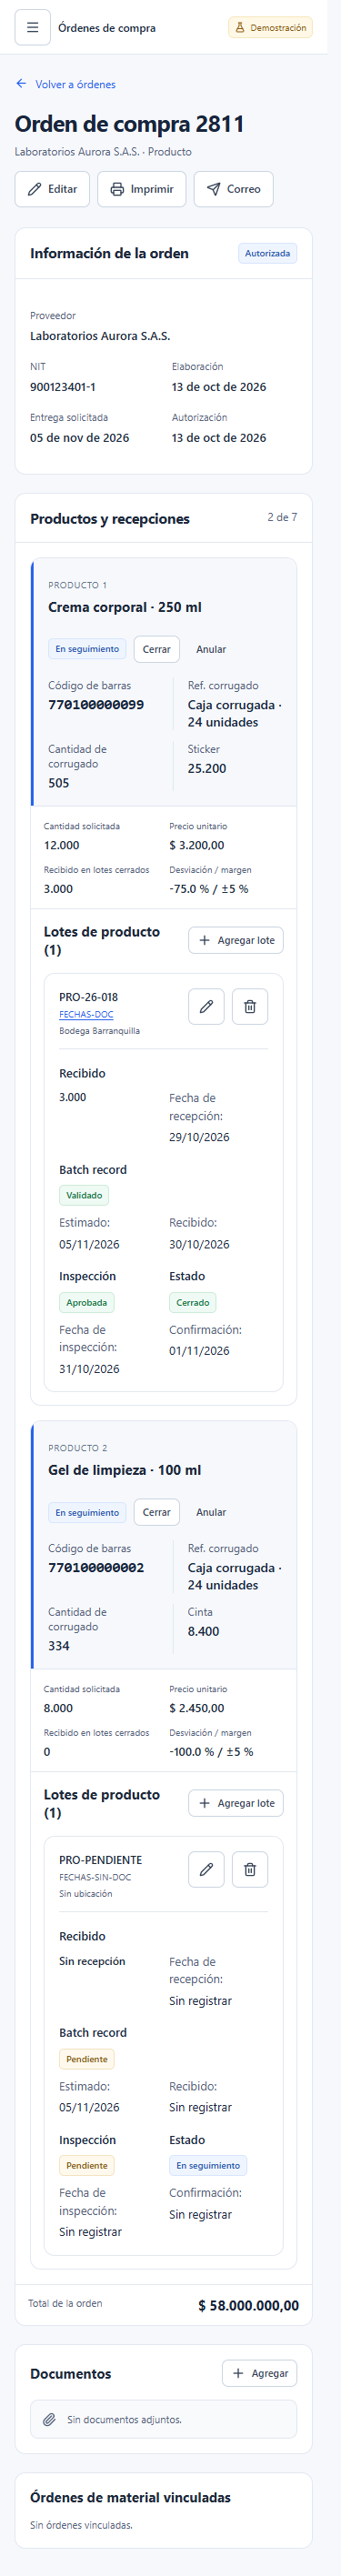 Órdenes de compra
Demostración
Volver a órdenes
Orden de compra 2811
Laboratorios Aurora S.A.S. · Producto
Editar
Imprimir
Correo
Información de la orden
Autorizada
Proveedor
Laboratorios Aurora S.A.S.
NIT
Elaboración
900123401-1
13 de oct de 2026
Entrega solicitada
Autorización
05 de nov de 2026
13 de oct de 2026
Productos y recepciones
2 de 7
PRODUCTO 1
Crema corporal · 250 ml
En seguimiento
Cerrar
Anular
Código de barras
Ref. corrugado
770100000099
Caja corrugada ·
24 unidades
Cantidad de
corrugado
Sticker
505
25.200
Cantidad solicitada
Precio unitario
12.000
$ 3.200,00
Recibido en lotes cerrados
Desviación / margen
3.000
-75.0 % / ±5 %
Lotes de producto
(1)
Agregar lote
PRO-26-018
FECHAS-DOC
Bodega Barranquilla
Recibido
3.000
Fecha de
recepción:
29/10/2026
Batch record
Validado
Estimado:
Recibido:
05/11/2026
30/10/2026
Inspección
Estado
Aprobada
Cerrado
Fecha de
inspección:
31/10/2026
Confirmación:
01/11/2026
PRODUCTO 2
Gel de limpieza · 100 ml
En seguimiento
Cerrar
Anular
Código de barras
Ref. corrugado
770100000002
Caja corrugada ·
24 unidades
Cantidad de
corrugado
Cinta
334
8.400
Cantidad solicitada
Precio unitario
8.000
$ 2.450,00
Recibido en lotes cerrados
Desviación / margen
0
-100.0 % / ±5 %
Lotes de producto
(1)
Agregar lote
PRO-PENDIENTE
FECHAS-SIN-DOC
Sin ubicación
Recibido
Sin recepción
Fecha de
recepción:
Sin registrar
Batch record
Pendiente
Estimado:
Recibido:
05/11/2026
Sin registrar
Inspección
Estado
Pendiente
En seguimiento
Fecha de
inspección:
Sin registrar
Confirmación:
Sin registrar
Total de la orden
$ 58.000.000,00
Documentos
Agregar
Sin documentos adjuntos.
Órdenes de material vinculadas
Sin órdenes vinculadas.